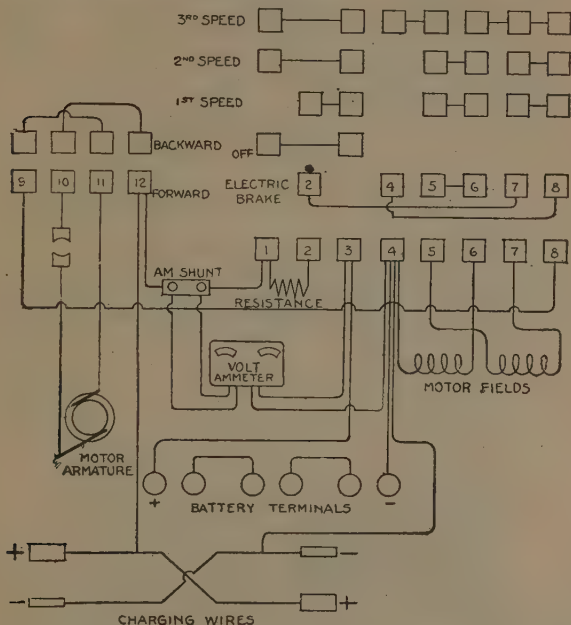 3RD SPEED
2ND SPEED
1ST SPEED
BACKWARD
OFF
9 10 11 12 FORWARD
ELECTRIC BRAKE 2 4 5 6 7 8
1 2 3 4 5 6 7 8
AM SHUNT
RESISTANCE
VOLT
AMMETER
MOTOR FIELDS
MOTOR
ARMATURE
+ BATTERY TERMINALS -
+ -
- +
CHARGING WIRES